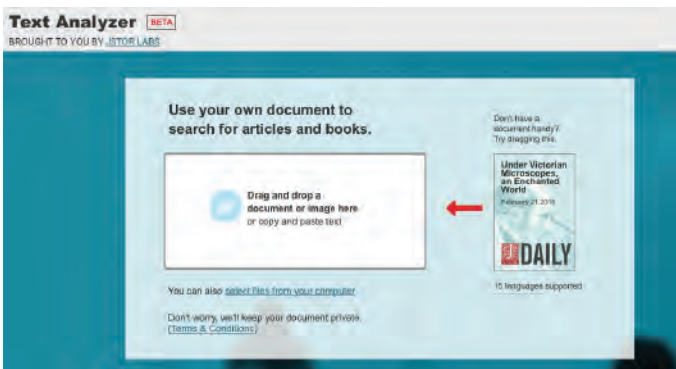 Text Analyzer BETA
BROUGHT TO YOU BY JSTOR LABS
Use your own document to
search for articles and books.
Drag and drop a
document or image here
or copy and paste text
You can also select files from your computer
Don't worry, we'll keep your document private.
(Terms & Conditions)
Don't have a
document handy?
Try dragging this.
Under Victorian
Microscopes,
an Enchanted
World
February 21, 2018
DAILY
15 languages supported